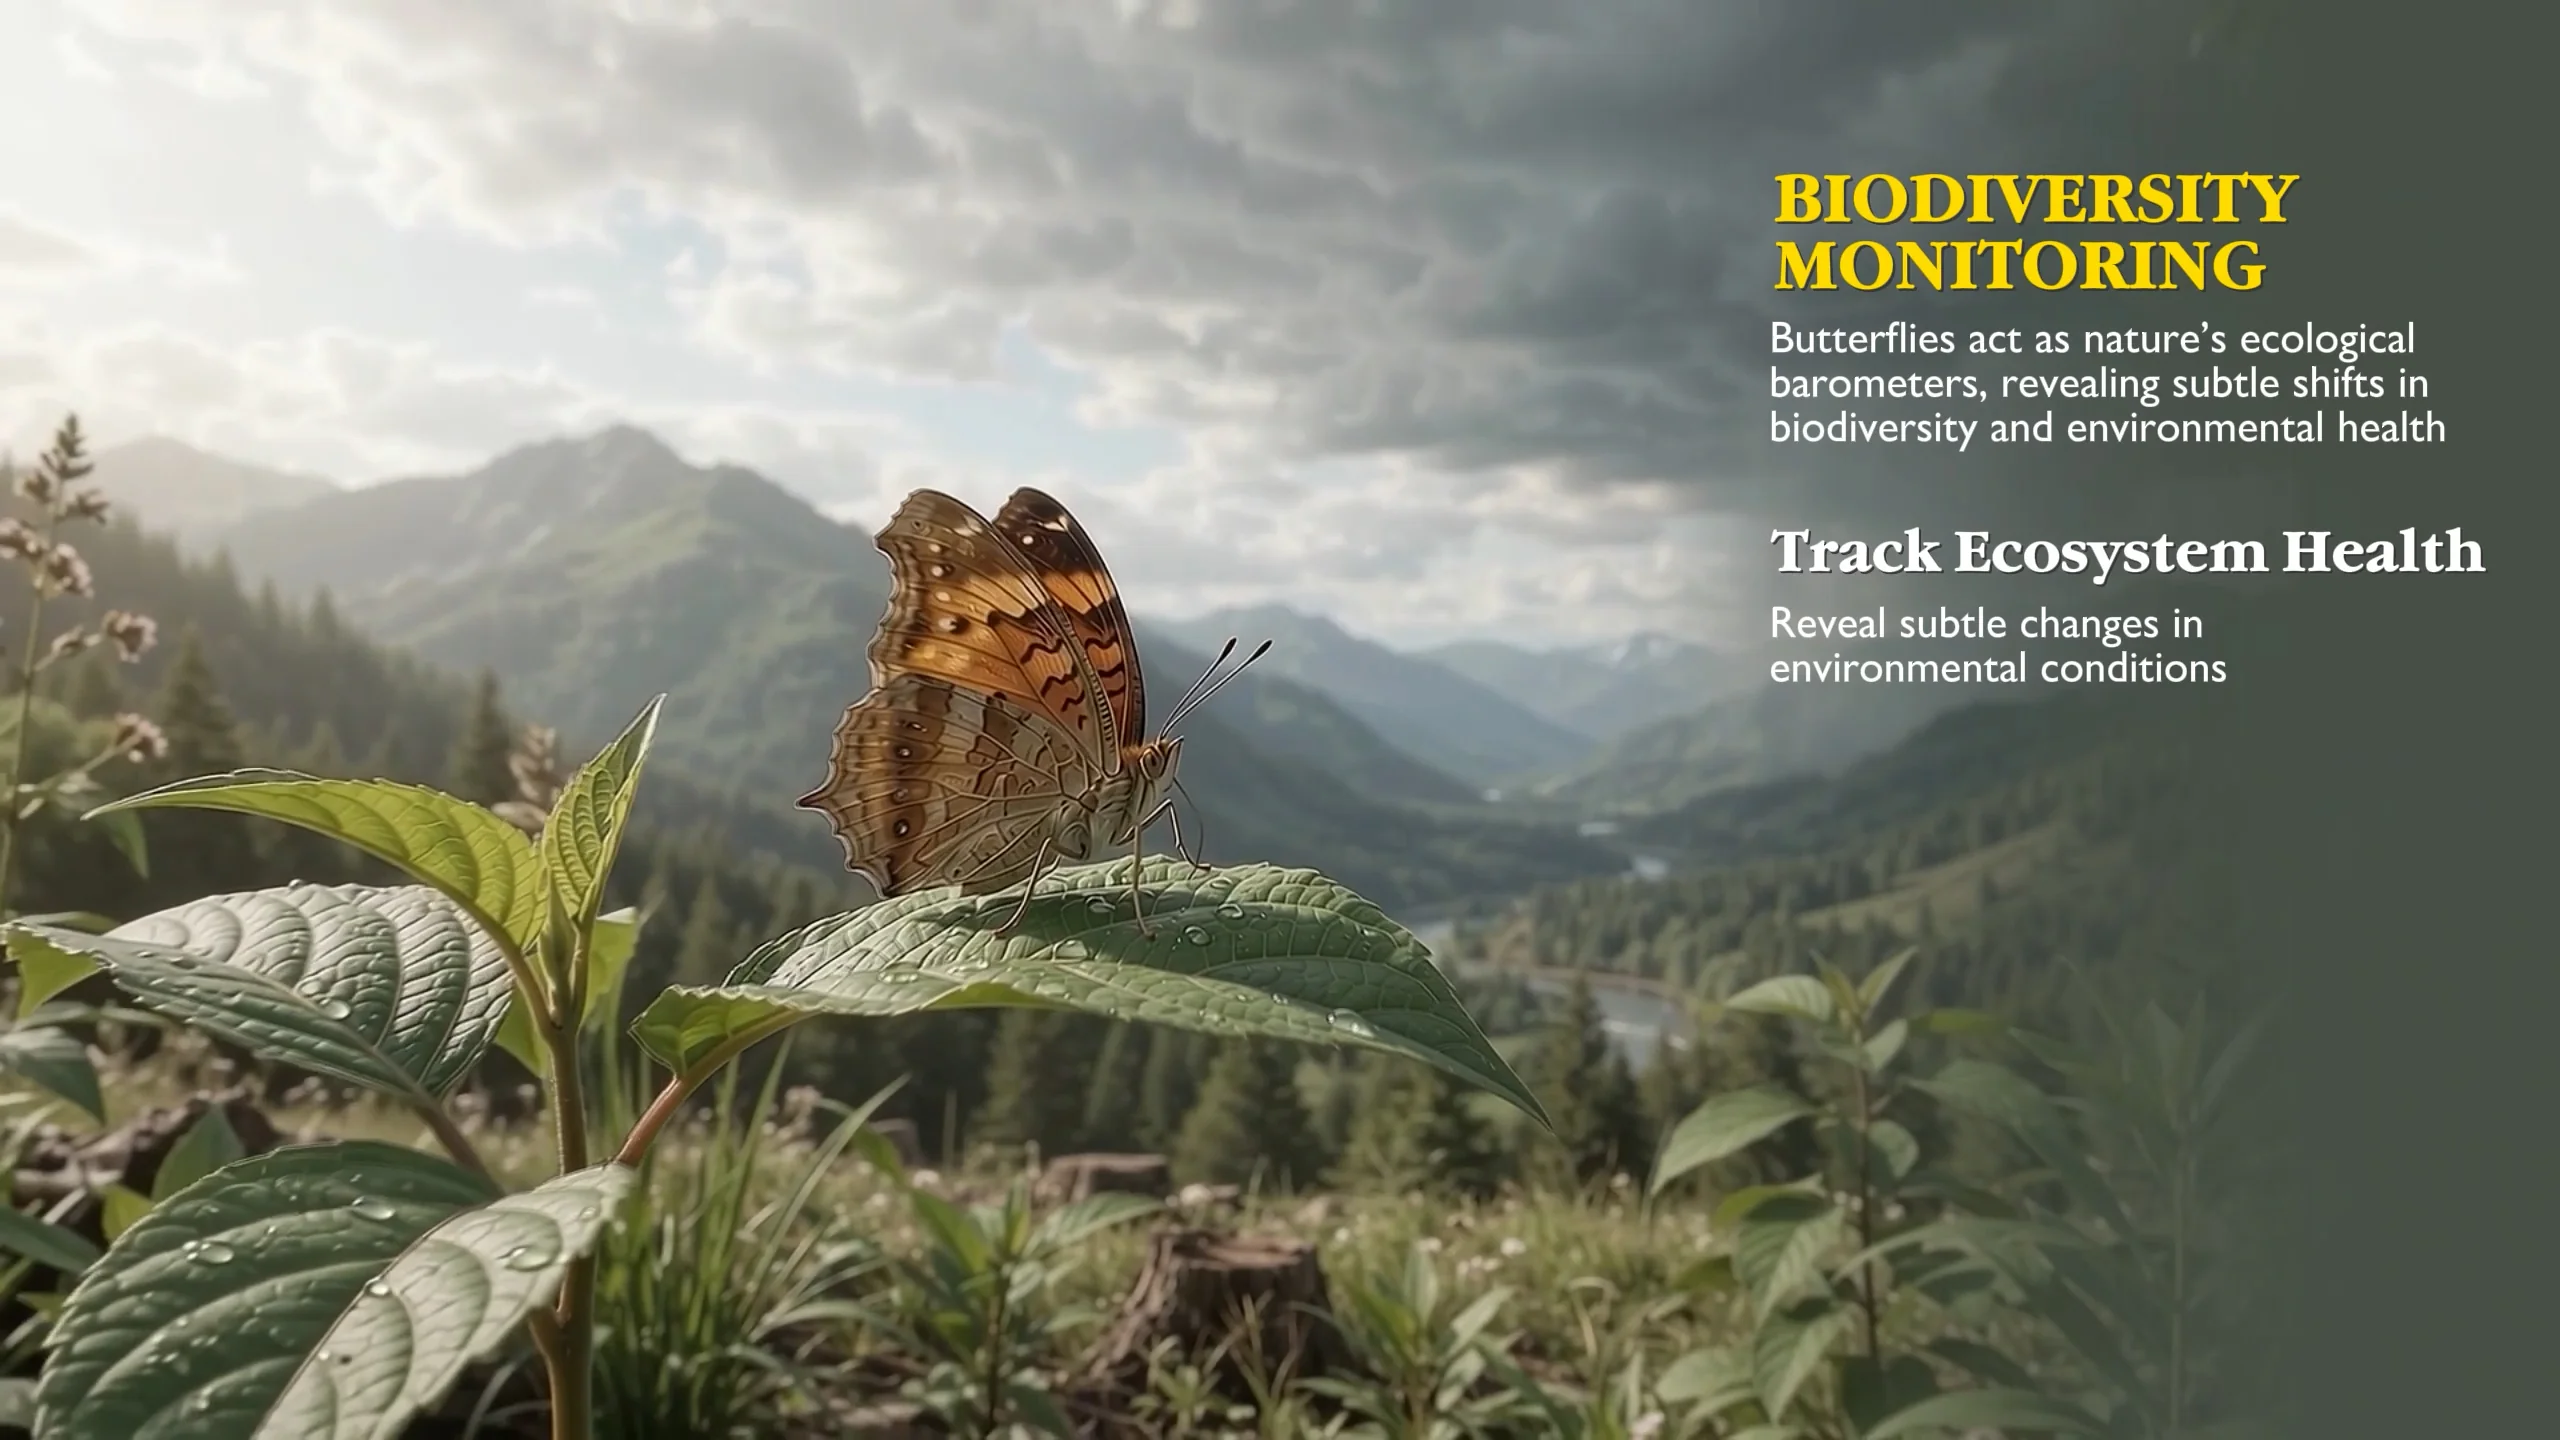 BIODIVERSITY
MONITORING
Butterflies act as nature’s ecological
barometers, revealing subtle shifts in
biodiversity and environmental health
Track Ecosystem Health
Reveal subtle changes in
environmental conditions